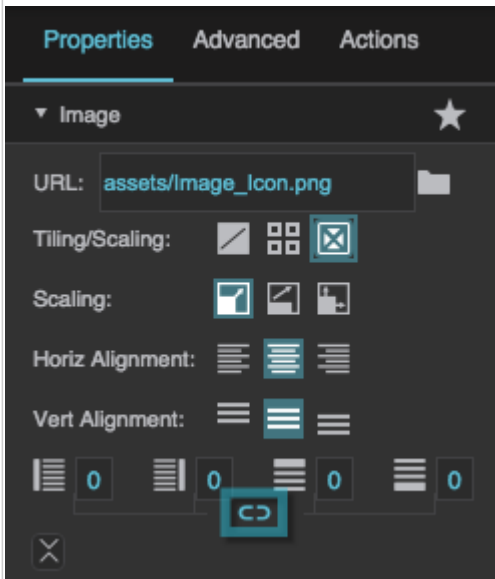 Properties Advanced Actions
Image
URL: assets/Image_Icon.png
Tiling/Scaling:
Scaling:
Horiz Alignment:
Vert Alignment:
0 0 0 0